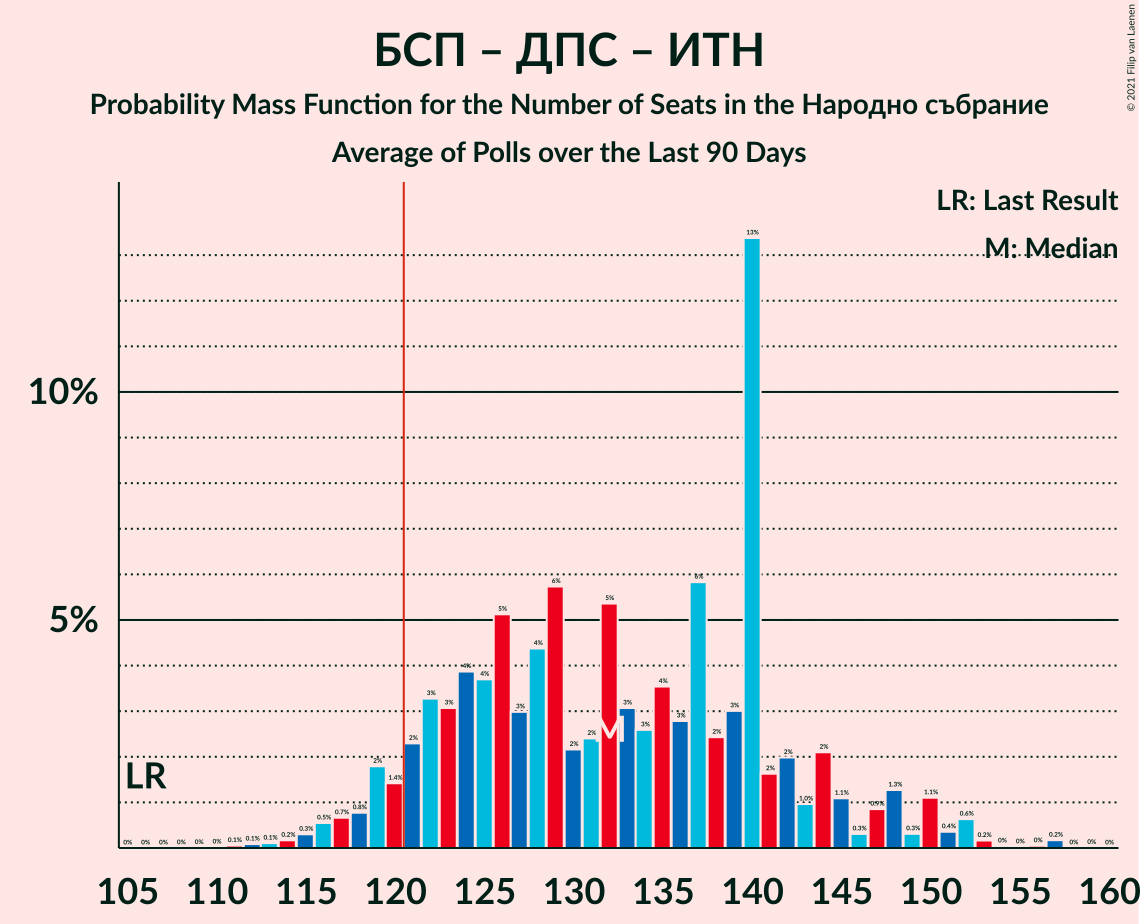 БСП – ДПС – ИТН
Probability Mass Function for the Number of Seats in the Народно събрание
Average of Polls over the Last 90 Days
© 2021 Filip van Laenen
LR: Last Result
M: Median
10%
5%
LR
M
0% 0% 0% 0% 0% 0% 0.1% 0.1% 0.1% 0.2% 0.3% 0.5% 0.7% 0.8% 2% 1.4% 2% 3% 3% 4% 4% 5% 3% 4% 6% 2% 2% 5% 3% 3% 4% 3% 6% 2% 3% 13% 2% 2% 1.0% 2% 1.1% 0.3% 0.9% 1.3% 0.3% 1.1% 0.4% 0.6% 0.2% 0% 0% 0% 0.2% 0% 0% 0%
105 110 115 120 125 130 135 140 145 150 155 160